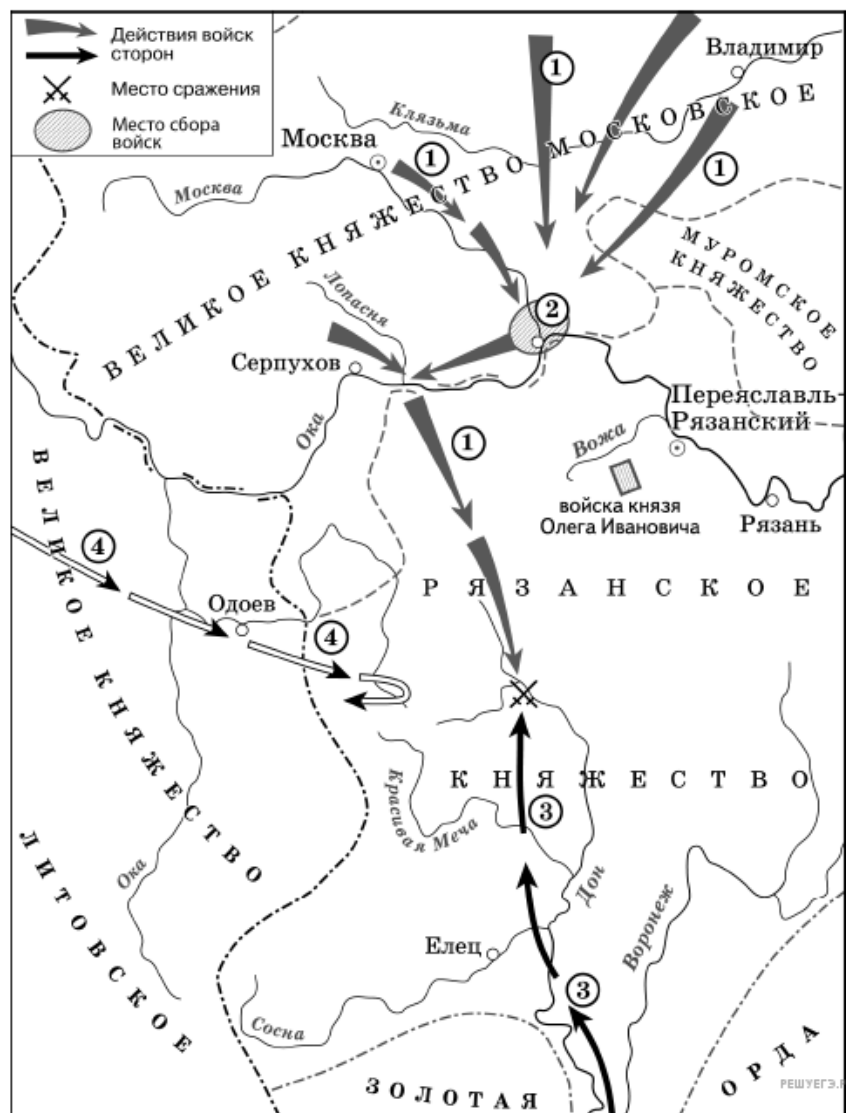 Действия войск
сторон
Место сражения
Место сбора
войск
Владимир
1
Клязьма
Москва
1
ВЕЛИКОЕ КНЯЖЕСТВО МОСКОВСКОЕ
1
Москва
МУРОМСКОЕ
КНЯЖЕСТВО
Лопасня
2
Серпухов
Переяславль-
Рязанский
Ока
1
Вожа
войска князя
Олега Ивановича
Рязань
4
РЯЗАНСКОЕ
Одоев
4
КНЯЖЕСТВО
3
Красивая Меча
Дон
ВЕЛИКОЕ КНЯЖЕСТВО
ЛИТОВСКОЕ
Ока
Воронеж
Елец
3
Сосна
ЗОЛОТАЯ
ОРДА
РЕШУЕГЭ.Р